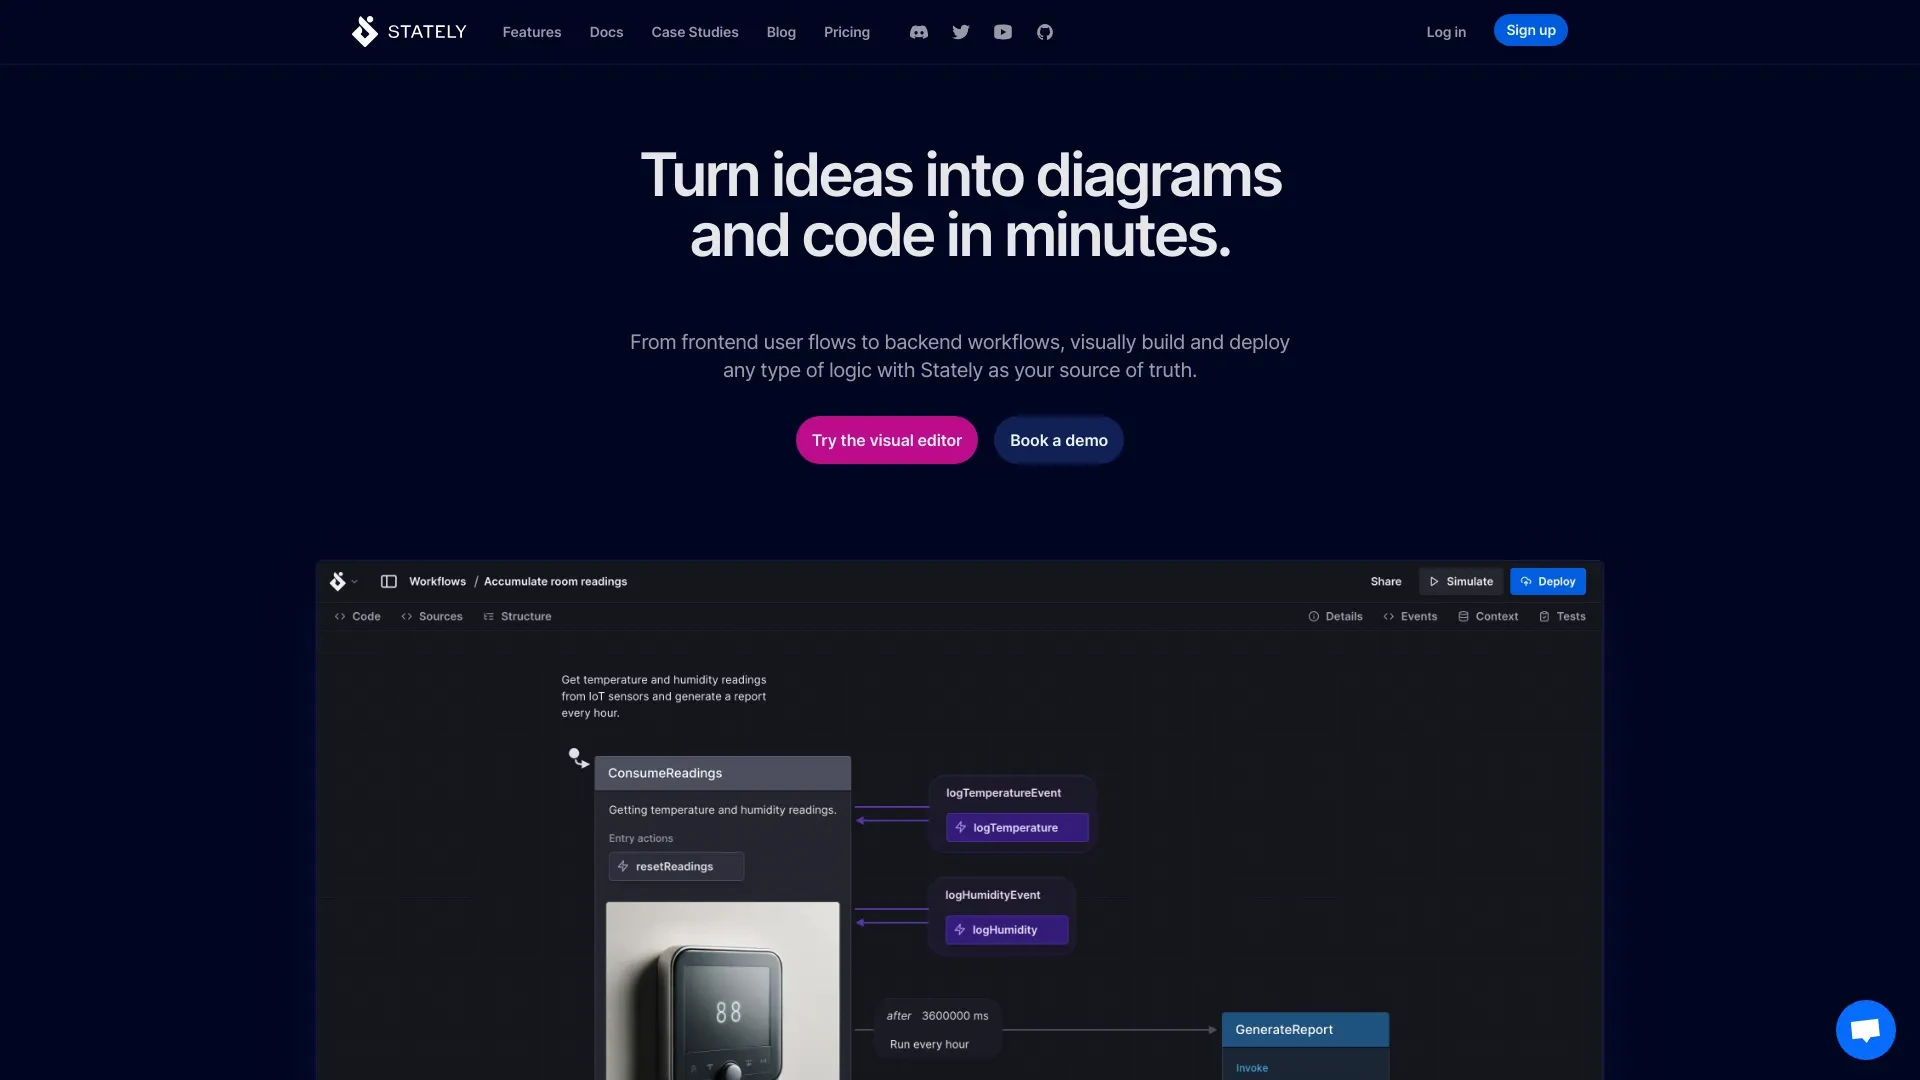 STATELY
Features
Docs
Case Studies
Blog
Pricing
Log in
Sign up
Turn ideas into diagrams
and code in minutes.
From frontend user flows to backend workflows, visually build and deploy
any type of logic with Stately as your source of truth.
Try the visual editor
Book a demo
Workflows / Accumulate room readings
Share
Simulate
Deploy
Code
Sources
Structure
Details
Events
Context
Tests
Get temperature and humidity readings
from IoT sensors and generate a report
every hour.
ConsumeReadings
Getting temperature and humidity readings.
Entry actions
resetReadings
88
logTemperatureEvent
logTemperature
logHumidityEvent
logHumidity
after 3600000 ms
Run every hour
GenerateReport
Invoke